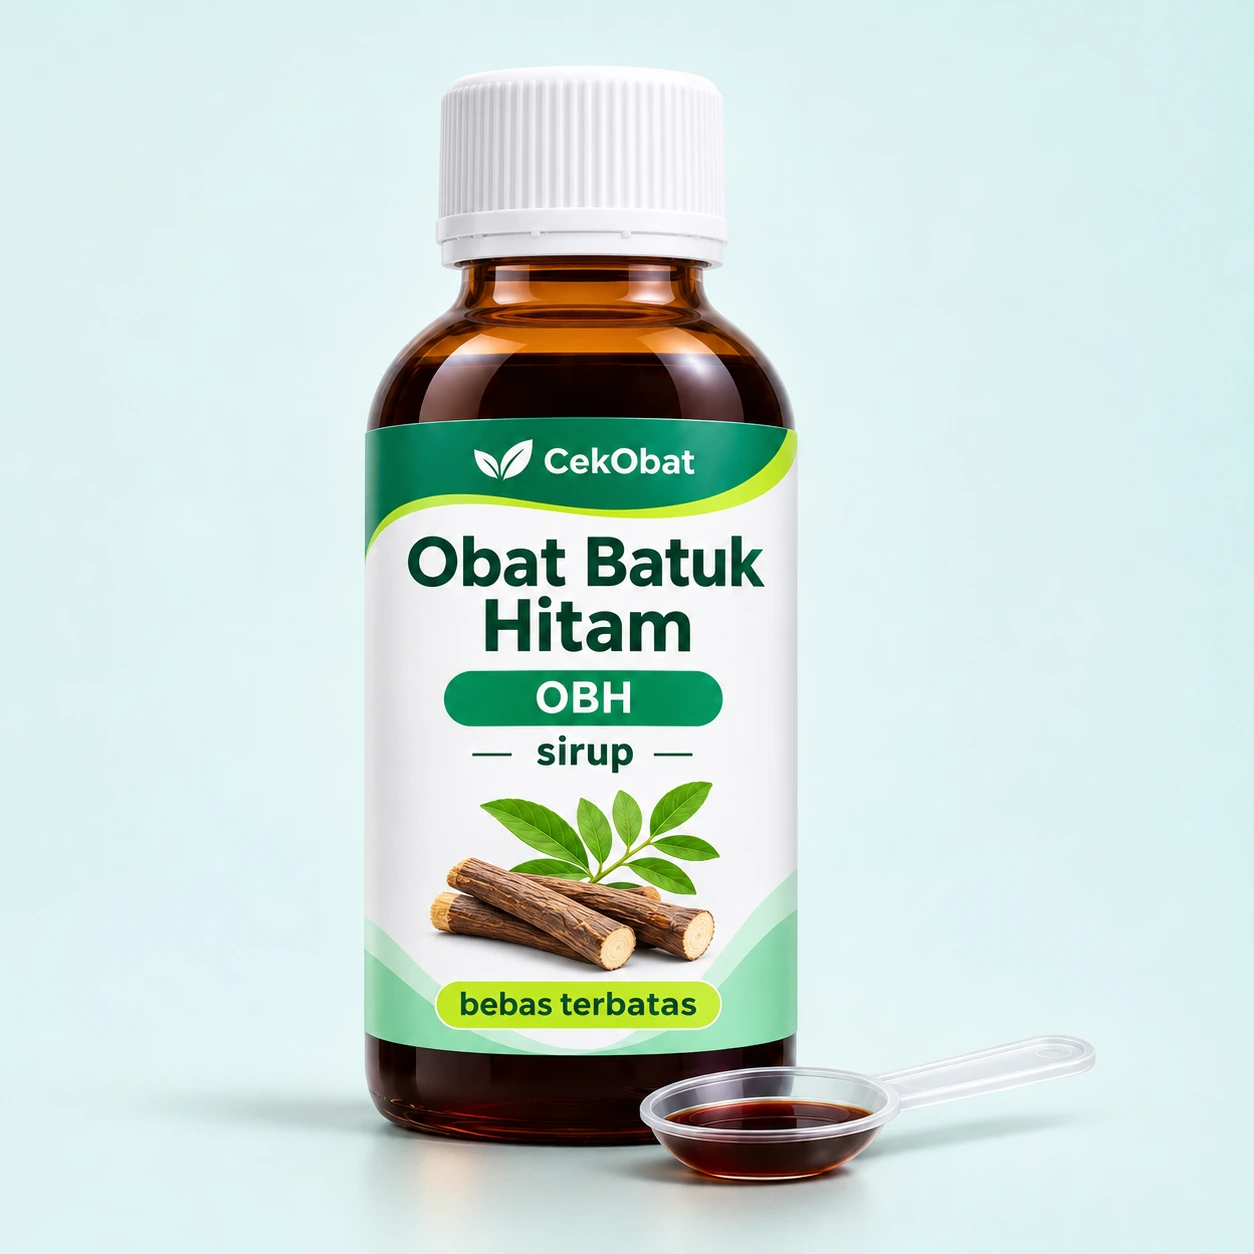 CekObat
Obat Batuk
Hitam
OBH
sirup
bebas terbatas